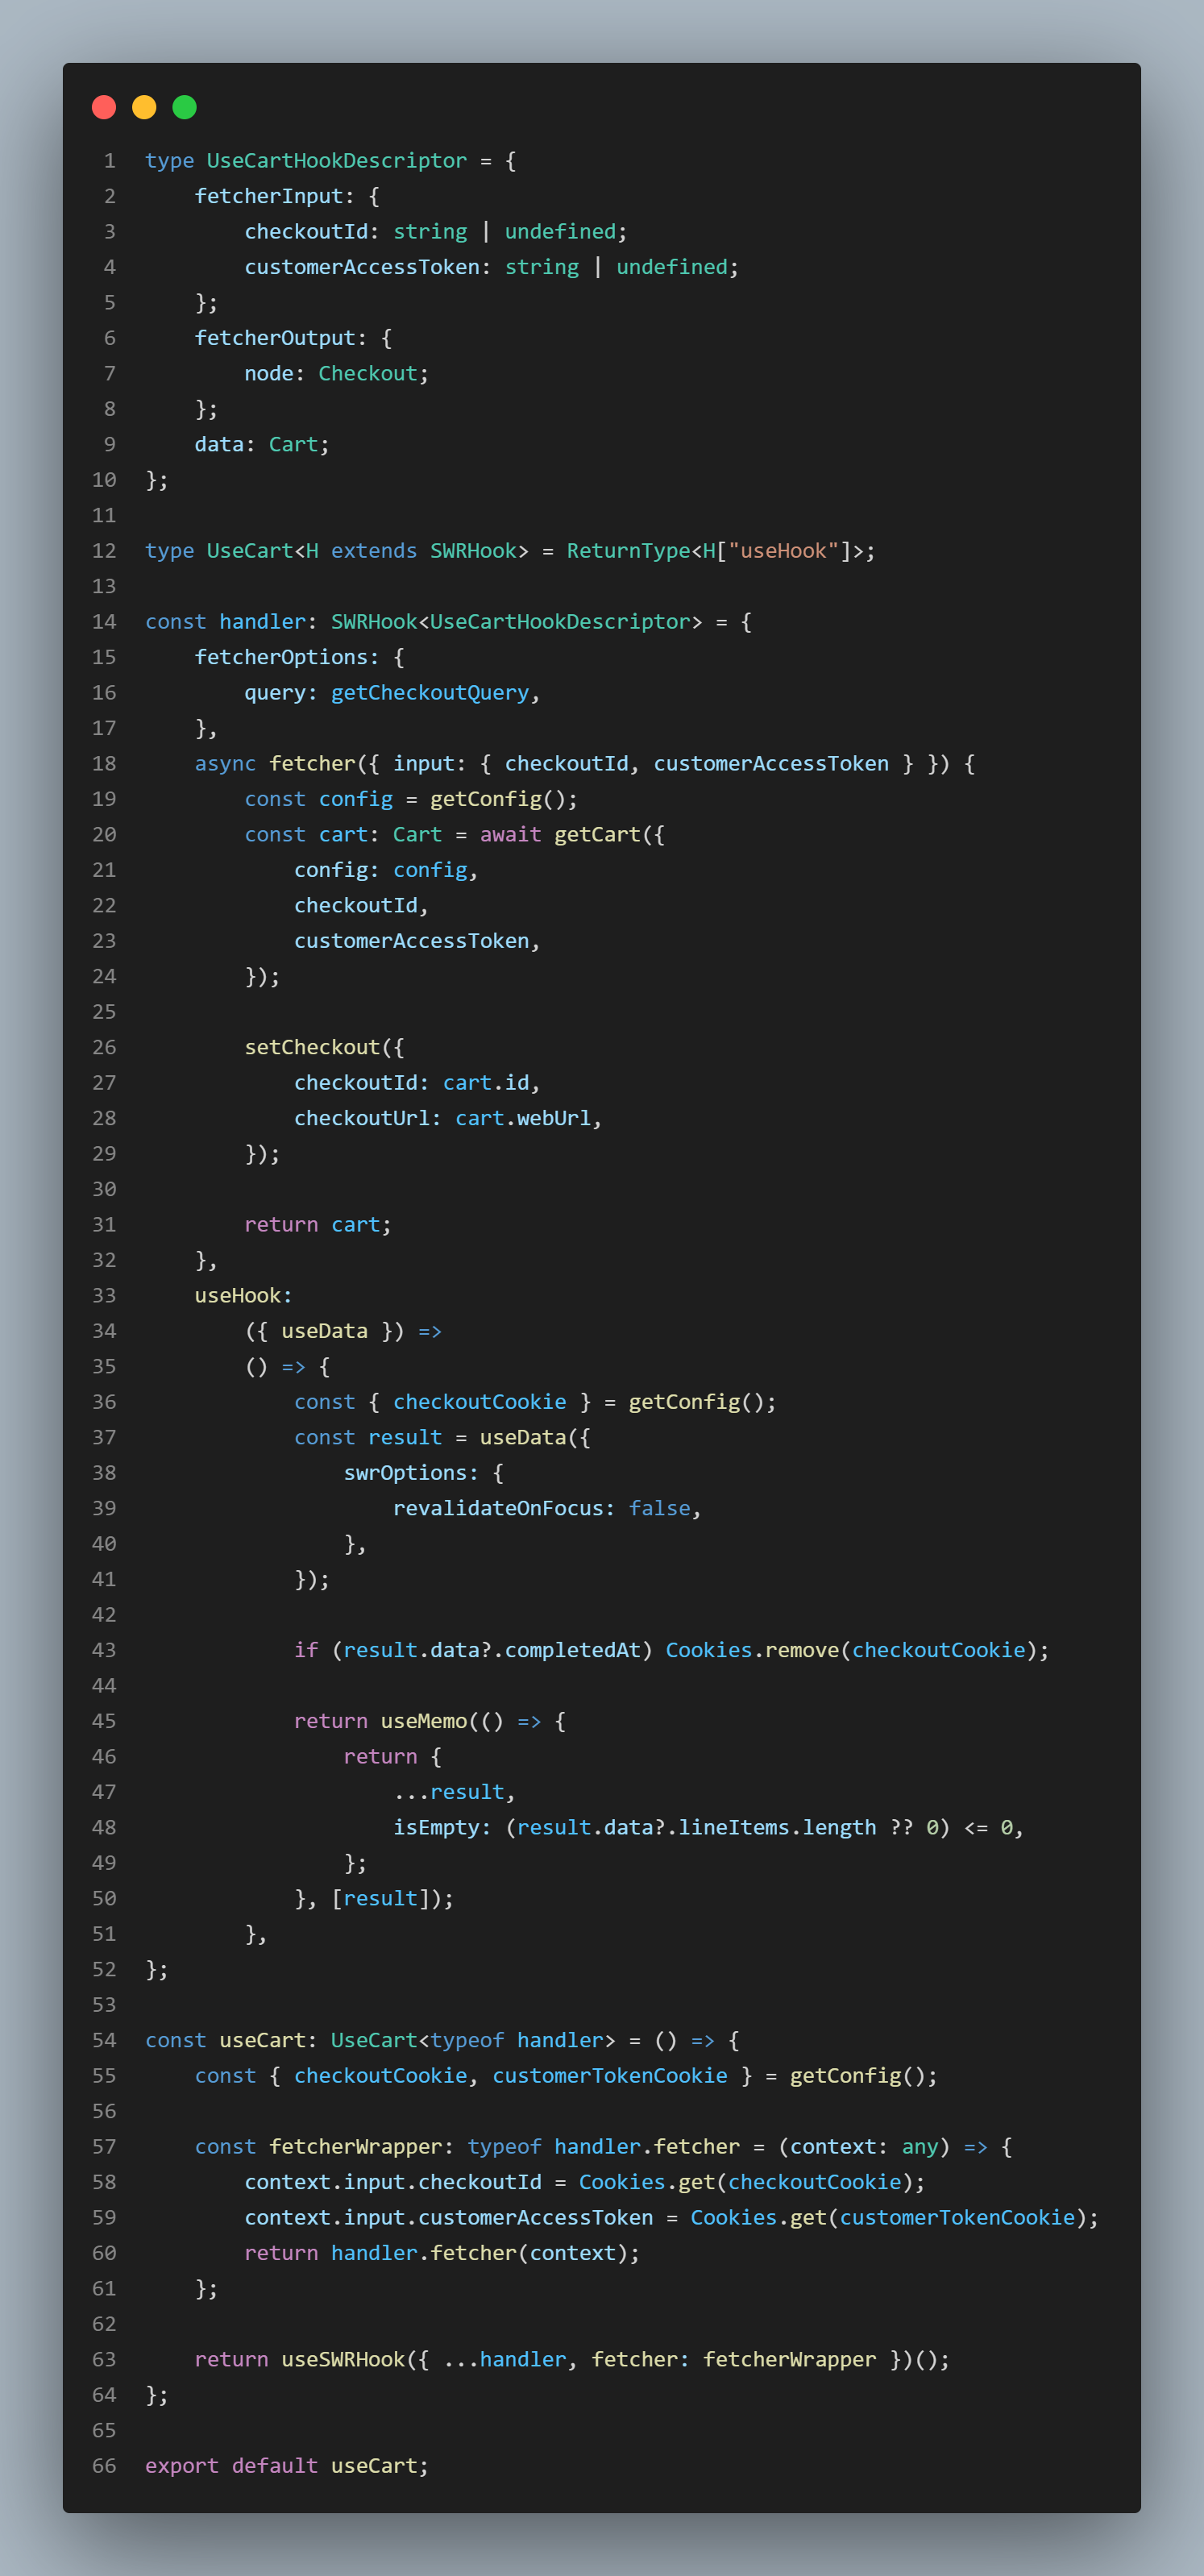 1 type UseCartHookDescriptor = {
2     fetcherInput: {
3         checkoutId: string | undefined;
4         customerAccessToken: string | undefined;
5     };
6     fetcherOutput: {
7         node: Checkout;
8     };
9     data: Cart;
10 };
11
12 type UseCart<H extends SWRHook> = ReturnType<H["useHook"]>;
13
14 const handler: SWRHook<UseCartHookDescriptor> = {
15     fetcherOptions: {
16         query: getCheckoutQuery,
17     },
18     async fetcher({ input: { checkoutId, customerAccessToken } }) {
19         const config = getConfig();
20         const cart: Cart = await getCart({
21             config: config,
22             checkoutId,
23             customerAccessToken,
24         });
25
26         setCheckout({
27             checkoutId: cart.id,
28             checkoutUrl: cart.webUrl,
29         });
30
31         return cart;
32     },
33     useHook:
34         ({ useData }) =>
35         () => {
36             const { checkoutCookie } = getConfig();
37             const result = useData({
38                 swrOptions: {
39                     revalidateOnFocus: false,
40                 },
41             });
42
43             if (result.data?.completedAt) Cookies.remove(checkoutCookie);
44
45             return useMemo(() => {
46                 return {
47                     ...result,
48                     isEmpty: (result.data?.lineItems.length ?? 0) <= 0,
49                 };
50             }, [result]);
51         },
52 };
53
54 const useCart: UseCart<typeof handler> = () => {
55     const { checkoutCookie, customerTokenCookie } = getConfig();
56
57     const fetcherWrapper: typeof handler.fetcher = (context: any) => {
58         context.input.checkoutId = Cookies.get(checkoutCookie);
59         context.input.customerAccessToken = Cookies.get(customerTokenCookie);
60         return handler.fetcher(context);
61     };
62
63     return useSWRHook({ ...handler, fetcher: fetcherWrapper })();
64 };
65
66 export default useCart;